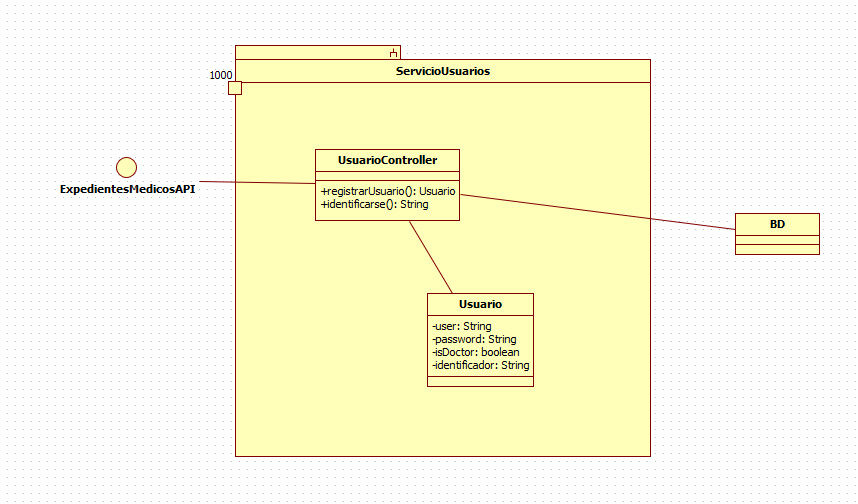 ServicioUsuarios
1000
UsuarioController
+registrarUsuario(): Usuario
+identificarse(): String
ExpedientesMedicosAPI
BD
Usuario
-user: String
-password: String
-isDoctor: boolean
-identificador: String